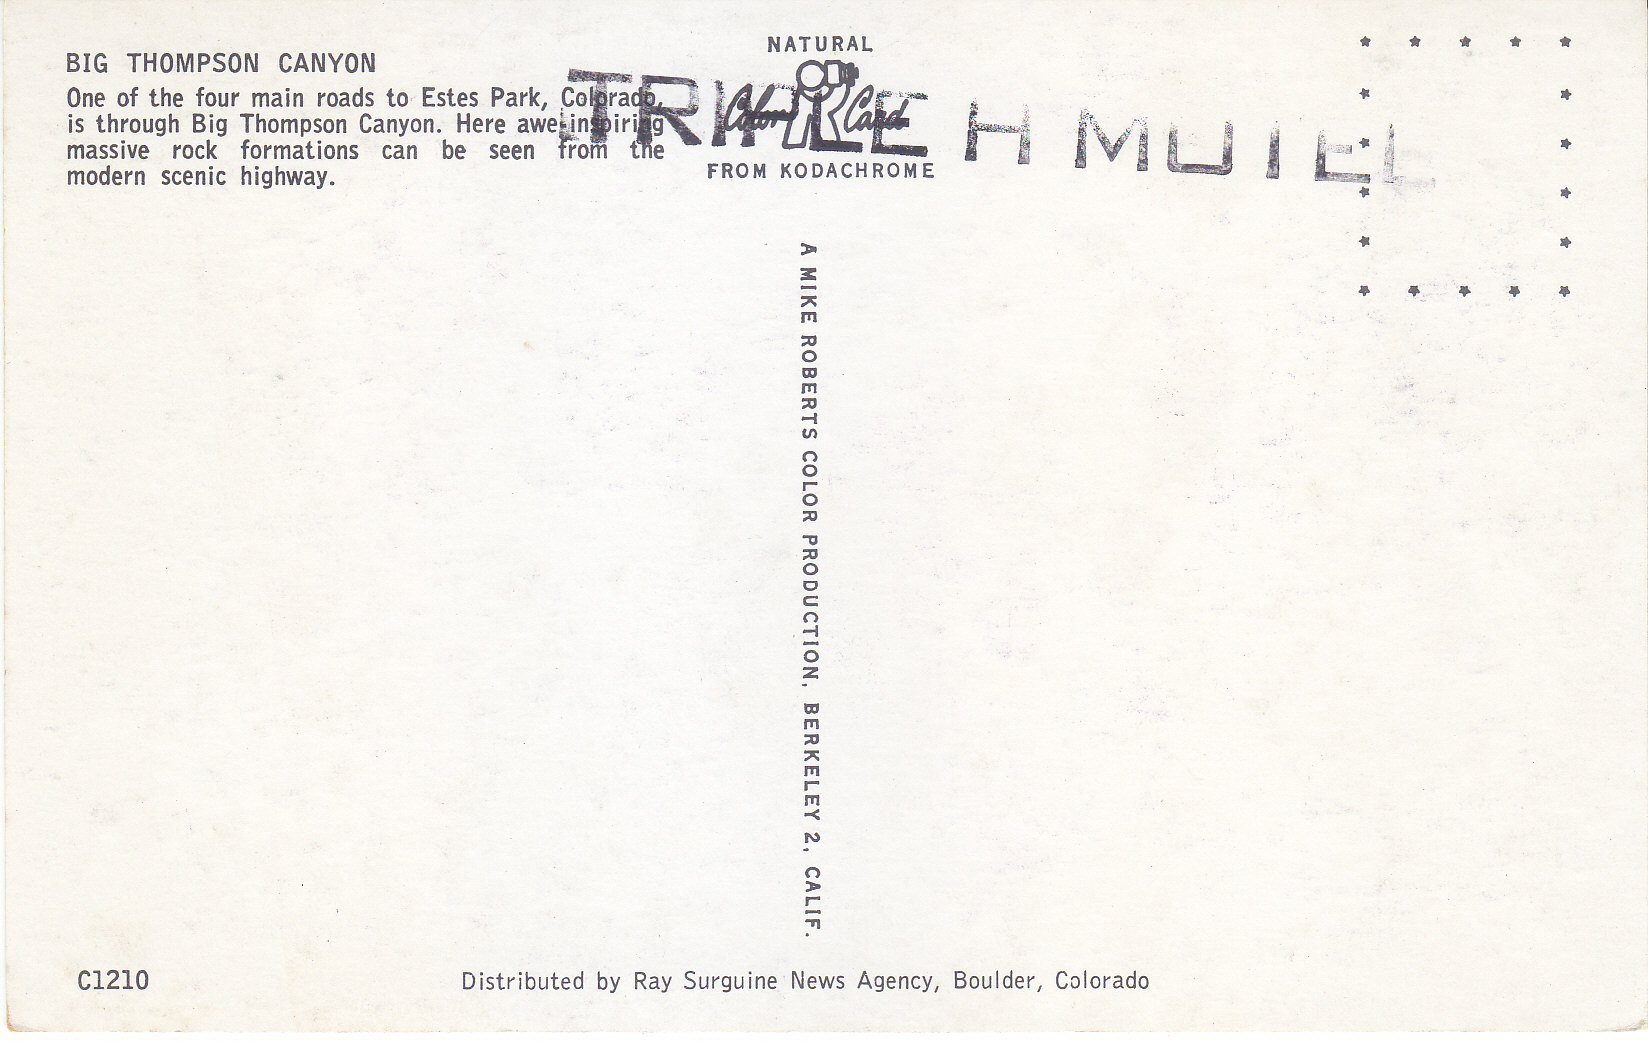 BIG THOMPSON CANYON
One of the four main roads to Estes Park, Colorado,
is through Big Thompson Canyon. Here awe-inspiring
massive rock formations can be seen from the
modern scenic highway.
NATURAL
Color Card
FROM KODACHROME
TRIPLE H MOTEL
A MIKE ROBERTS COLOR PRODUCTION, BERKELEY 2, CALIF.
C1210
Distributed by Ray Surguine News Agency, Boulder, Colorado